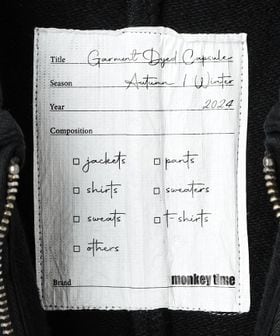 Title Garment Dyed Capsule
Season Autumn / Winter
Year 2024
Composition
□ jackets □ pants
□ shirts □ sweaters
□ sweats □ t-shirts
□ others
Brand monkey time